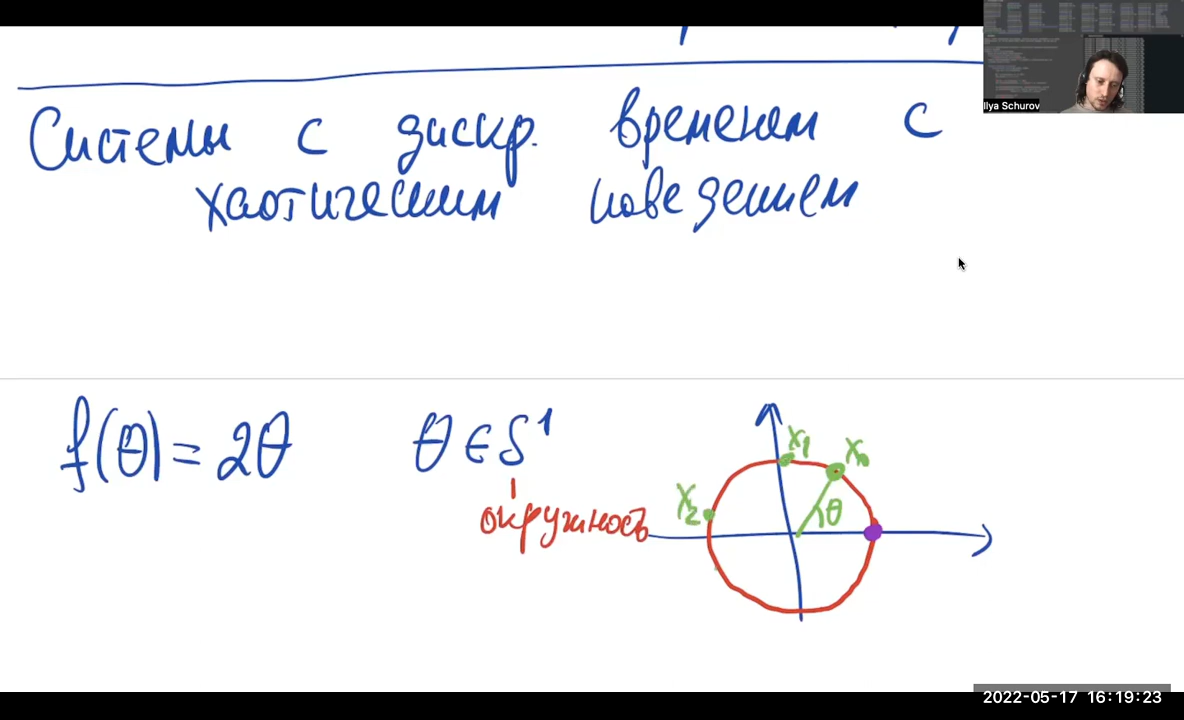 Ilya Schurov
Системы с дискр. временем с
хаотическим поведением
f(θ) = 2θ θ ∈ S¹
окружность
x₁
x₀
x₂
θ
2022-05-17 16:19:23